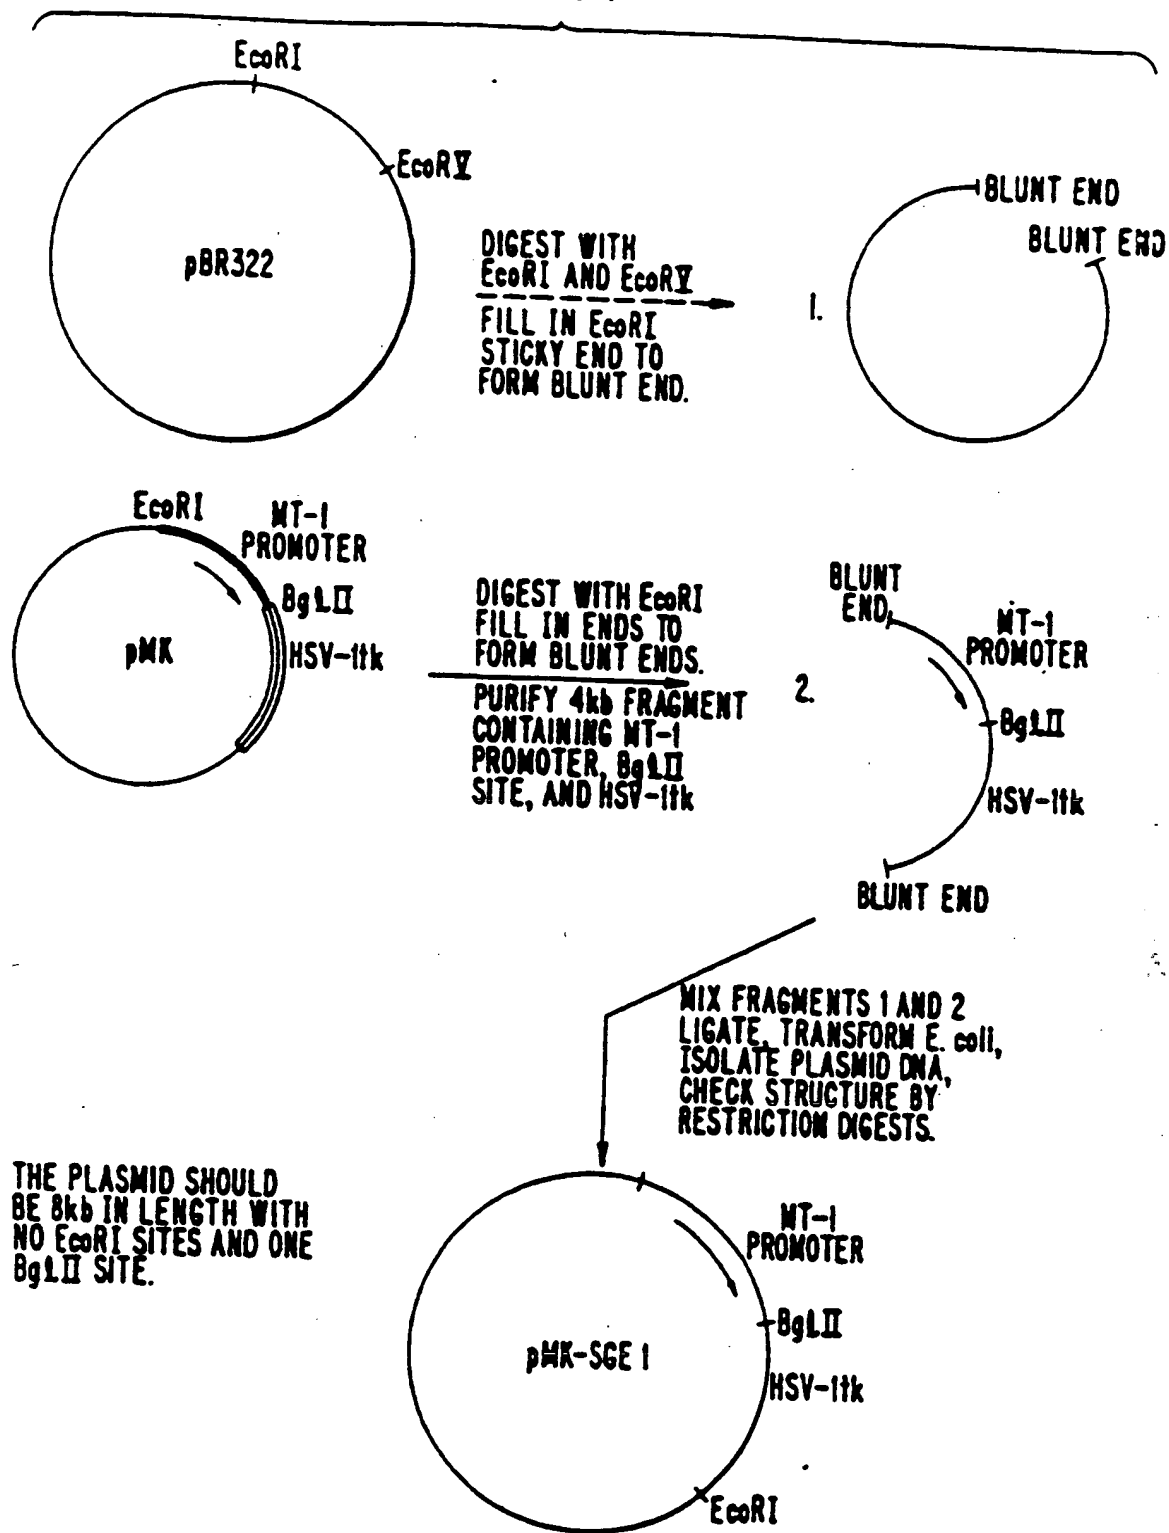 EcoRI
EcoRV
pBR322
DIGEST WITH
EcoRI AND EcoRV
FILL IN EcoRI
STICKY END TO
FORM BLUNT END.
1.
BLUNT END
BLUNT END
EcoRI
MT-1
PROMOTER
BglII
pMK
HSV-1tk
DIGEST WITH EcoRI
FILL IN ENDS TO
FORM BLUNT ENDS.
PURIFY 4kb FRAGMENT
CONTAINING MT-1
PROMOTER, BglII
SITE, AND HSV-1tk
2.
BLUNT
END
MT-1
PROMOTER
BglII
HSV-1tk
BLUNT END
MIX FRAGMENTS 1 AND 2
LIGATE, TRANSFORM E. coli,
ISOLATE PLASMID DNA,
CHECK STRUCTURE BY
RESTRICTION DIGESTS.
THE PLASMID SHOULD
BE 8kb IN LENGTH WITH
NO EcoRI SITES AND ONE
BglII SITE.
MT-1
PROMOTER
BglII
pMK-SGE 1
HSV-1tk
EcoRI